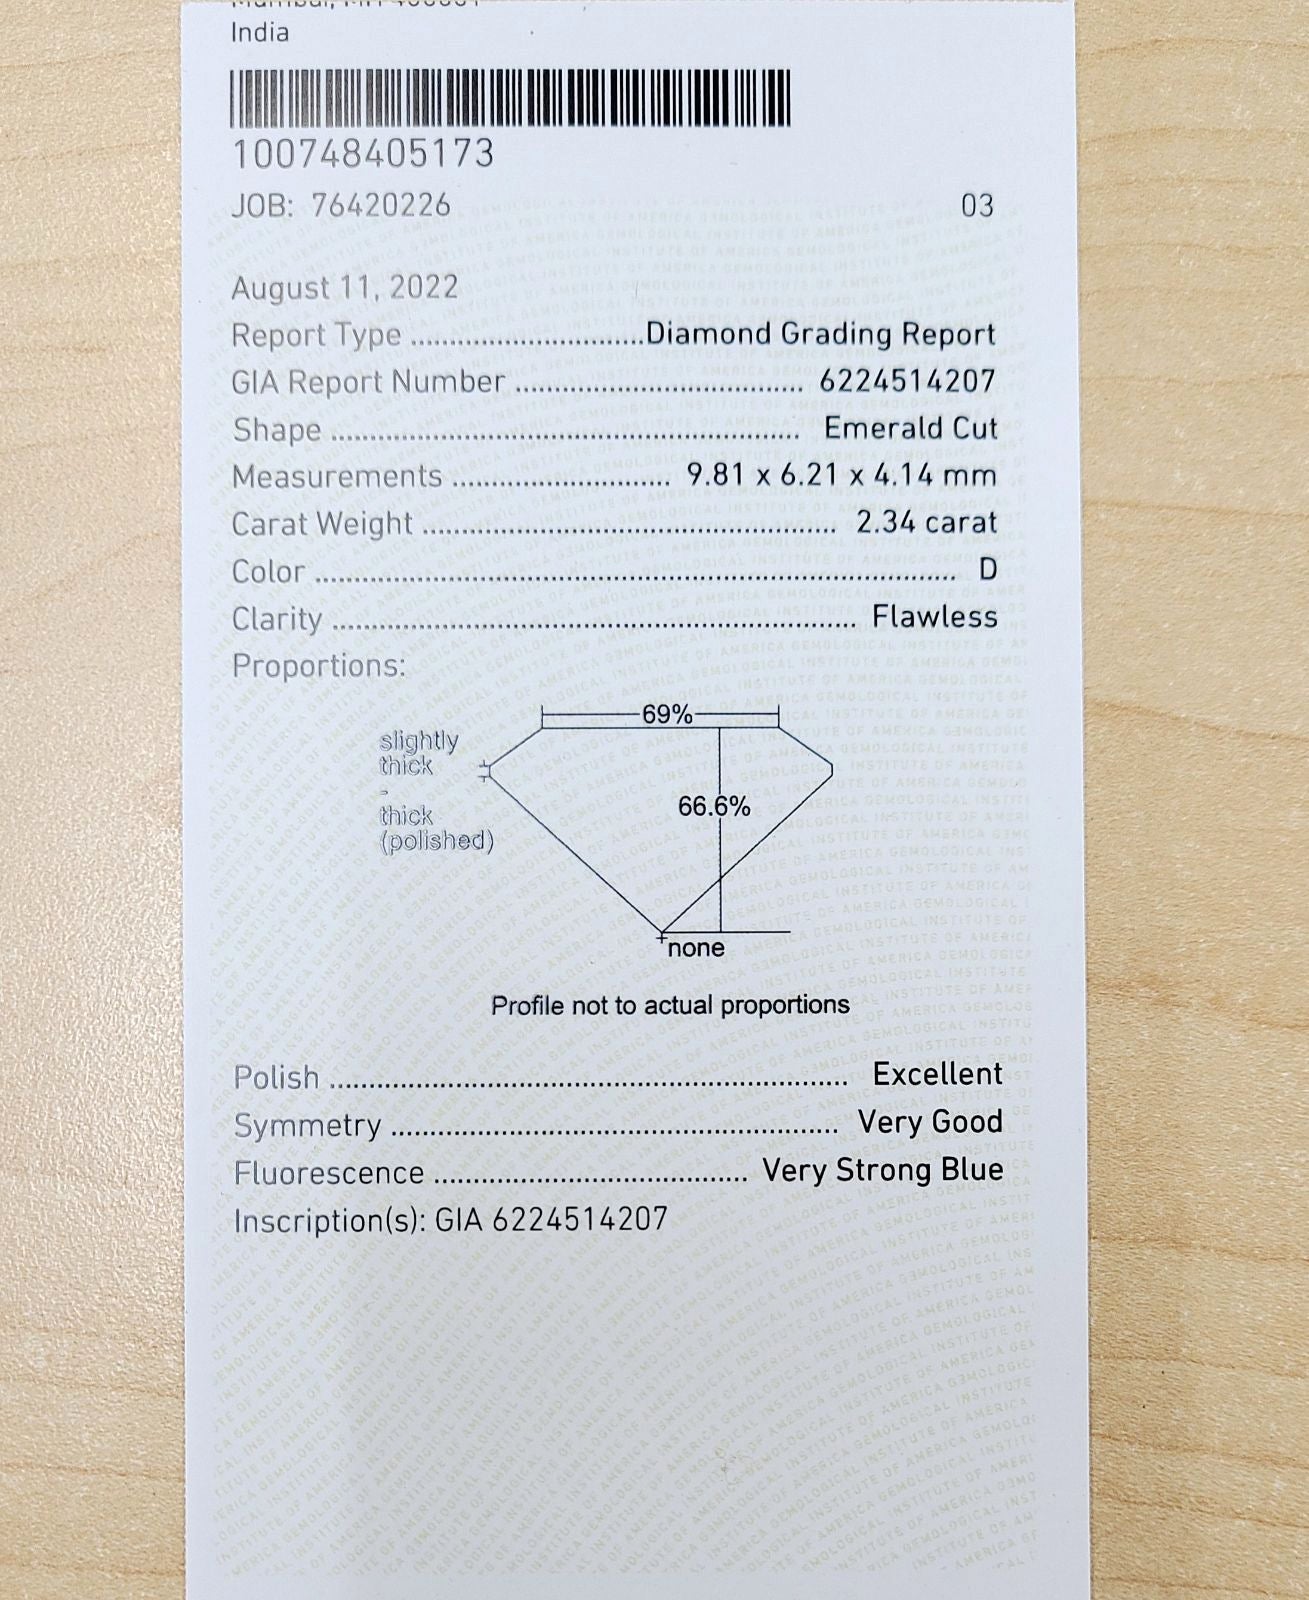 India
100748405173
JOB: 76420226 03
August 11, 2022
Report Type ............................. Diamond Grading Report
GIA Report Number .................................... 6224514207
Shape ........................................................... Emerald Cut
Measurements ........................... 9.81 x 6.21 x 4.14 mm
Carat Weight .................................................... 2.34 carat
Color ................................................................................ D
Clarity .................................................................. Flawless
Proportions:
69%
slightly
thick
-
thick
(polished)
66.6%
none
Profile not to actual proportions
Polish ................................................................. Excellent
Symmetry ........................................................ Very Good
Fluorescence ....................................... Very Strong Blue
Inscription(s): GIA 6224514207